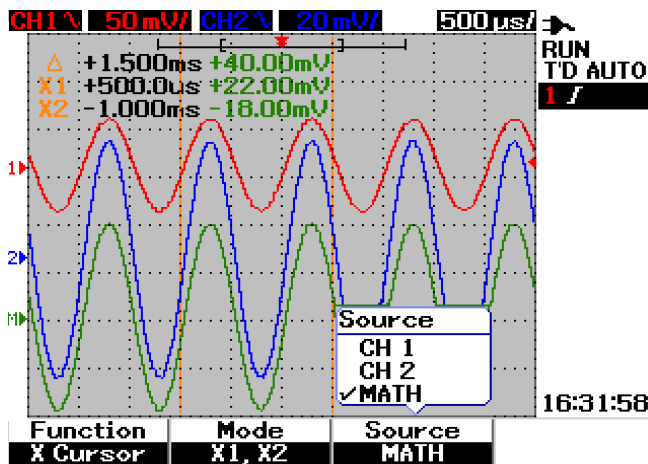 CH1 ∿ 50 mV/ CH2 ∿ 20 mV/ 500 µs/
RUN
T'D AUTO
1
Δ +1.500ms +40.00mV
X1 +500.0us +22.00mV
X2 -1.000ms -18.00mV
1
2
M
Source
CH 1
CH 2
✓MATH
16:31:58
Function Mode Source
X Cursor X1, X2 MATH